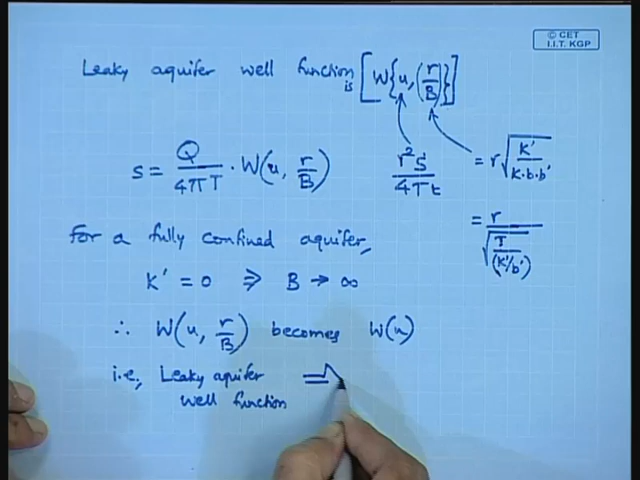 © CET
I.I.T. KGP
Leaky aquifer well function is [W{u, (r/B)}]
s = Q/4πT · W(u, r/B)
r²S/4Tt
= r√(K'/K·b·b')
= r/√(T/(K'/b'))
For a fully confined aquifer,
K' = 0 ⇒ B → ∞
∴ W(u, r/B) becomes W(u)
i.e., Leaky aquifer ⇒
well function